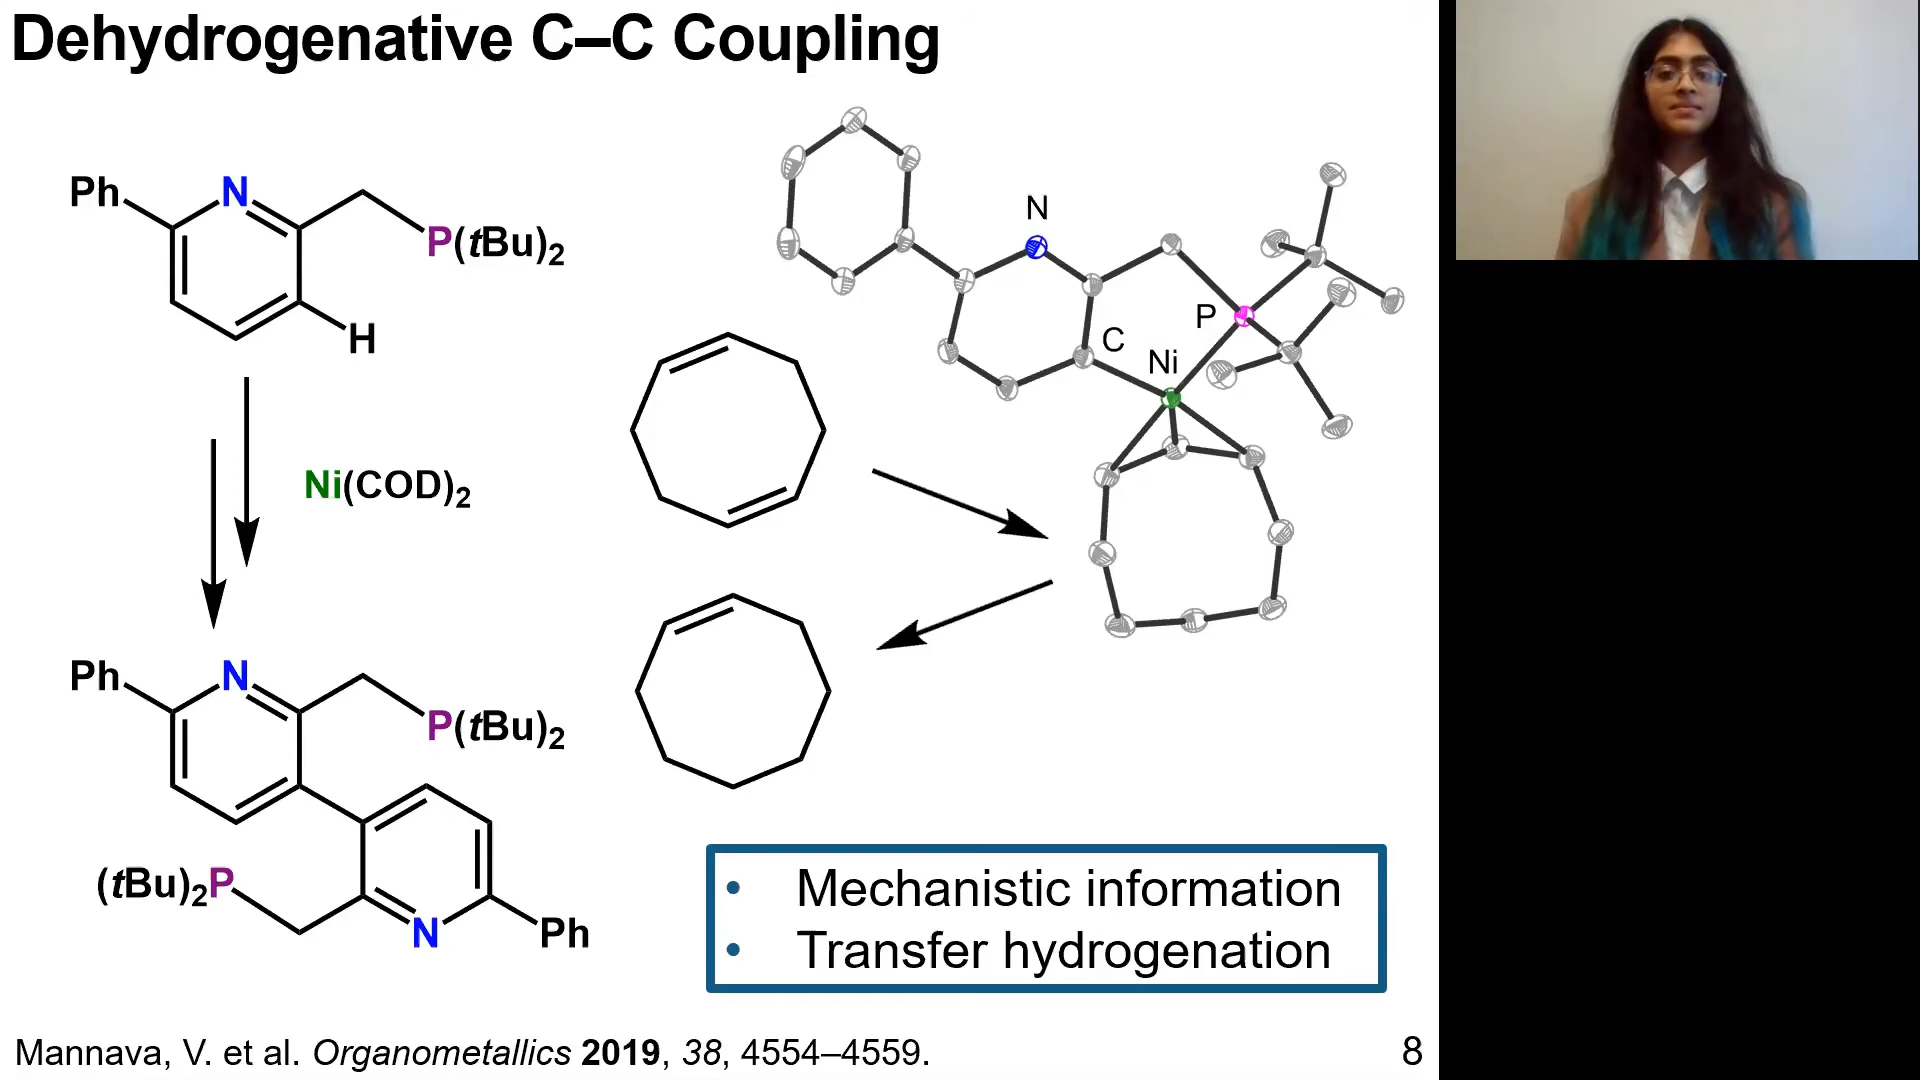 Dehydrogenative C–C Coupling
Ph
N
P(tBu)2
H
Ni(COD)2
N
P
C
Ni
Ph
N
P(tBu)2
(tBu)2P
N
Ph
• Mechanistic information
• Transfer hydrogenation
Mannava, V. et al. Organometallics 2019, 38, 4554–4559.
8